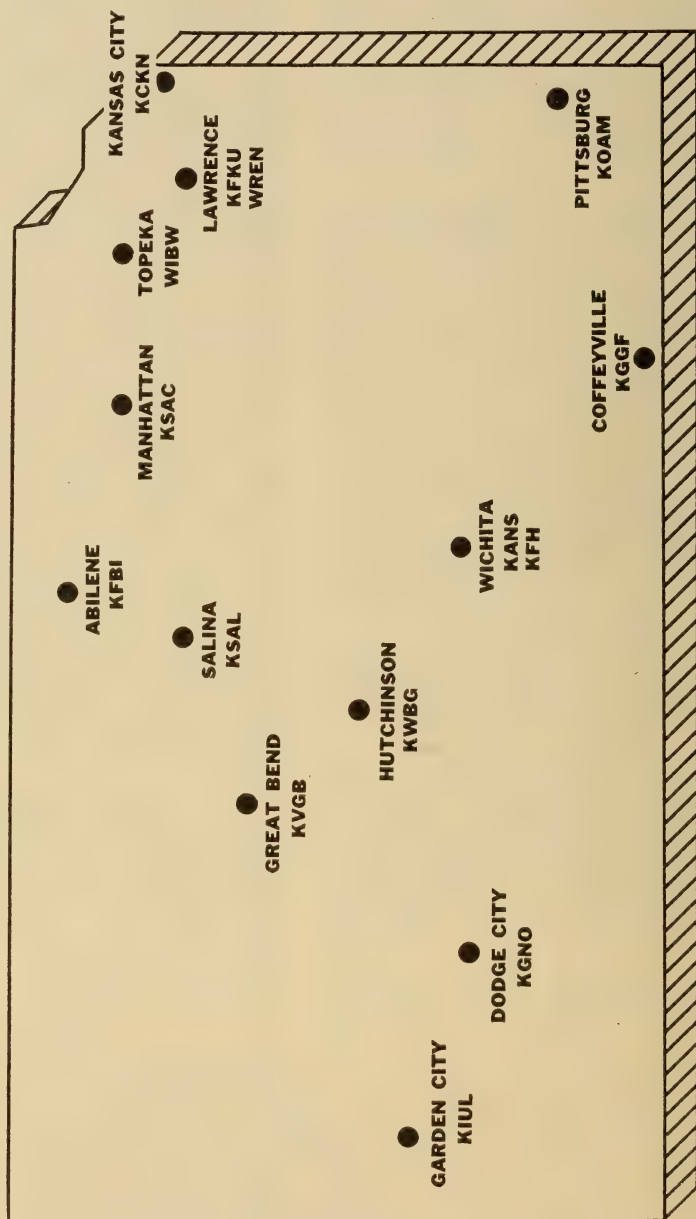 KANSAS CITY
KCKN
LAWRENCE
KFKU
WREN
TOPEKA
WIBW
MANHATTAN
KSAC
ABILENE
KFBI
SALINA
KSAL
GREAT BEND
KVGB
HUTCHINSON
KWBG
WICHITA
KANS
KFH
PITTSBURG
KOAM
COFFEYVILLE
KGGF
DODGE CITY
KGNO
GARDEN CITY
KIUL